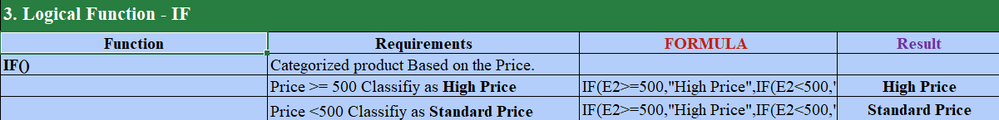 3. Logical Function - IF
Function Requirements FORMULA Result
IF() Categorized product Based on the Price.
Price >= 500 Classifiy as High Price IF(E2>=500,"High Price",IF(E2<500,' High Price
Price <500 Classifiy as Standard Price IF(E2>=500,"High Price",IF(E2<500,' Standard Price